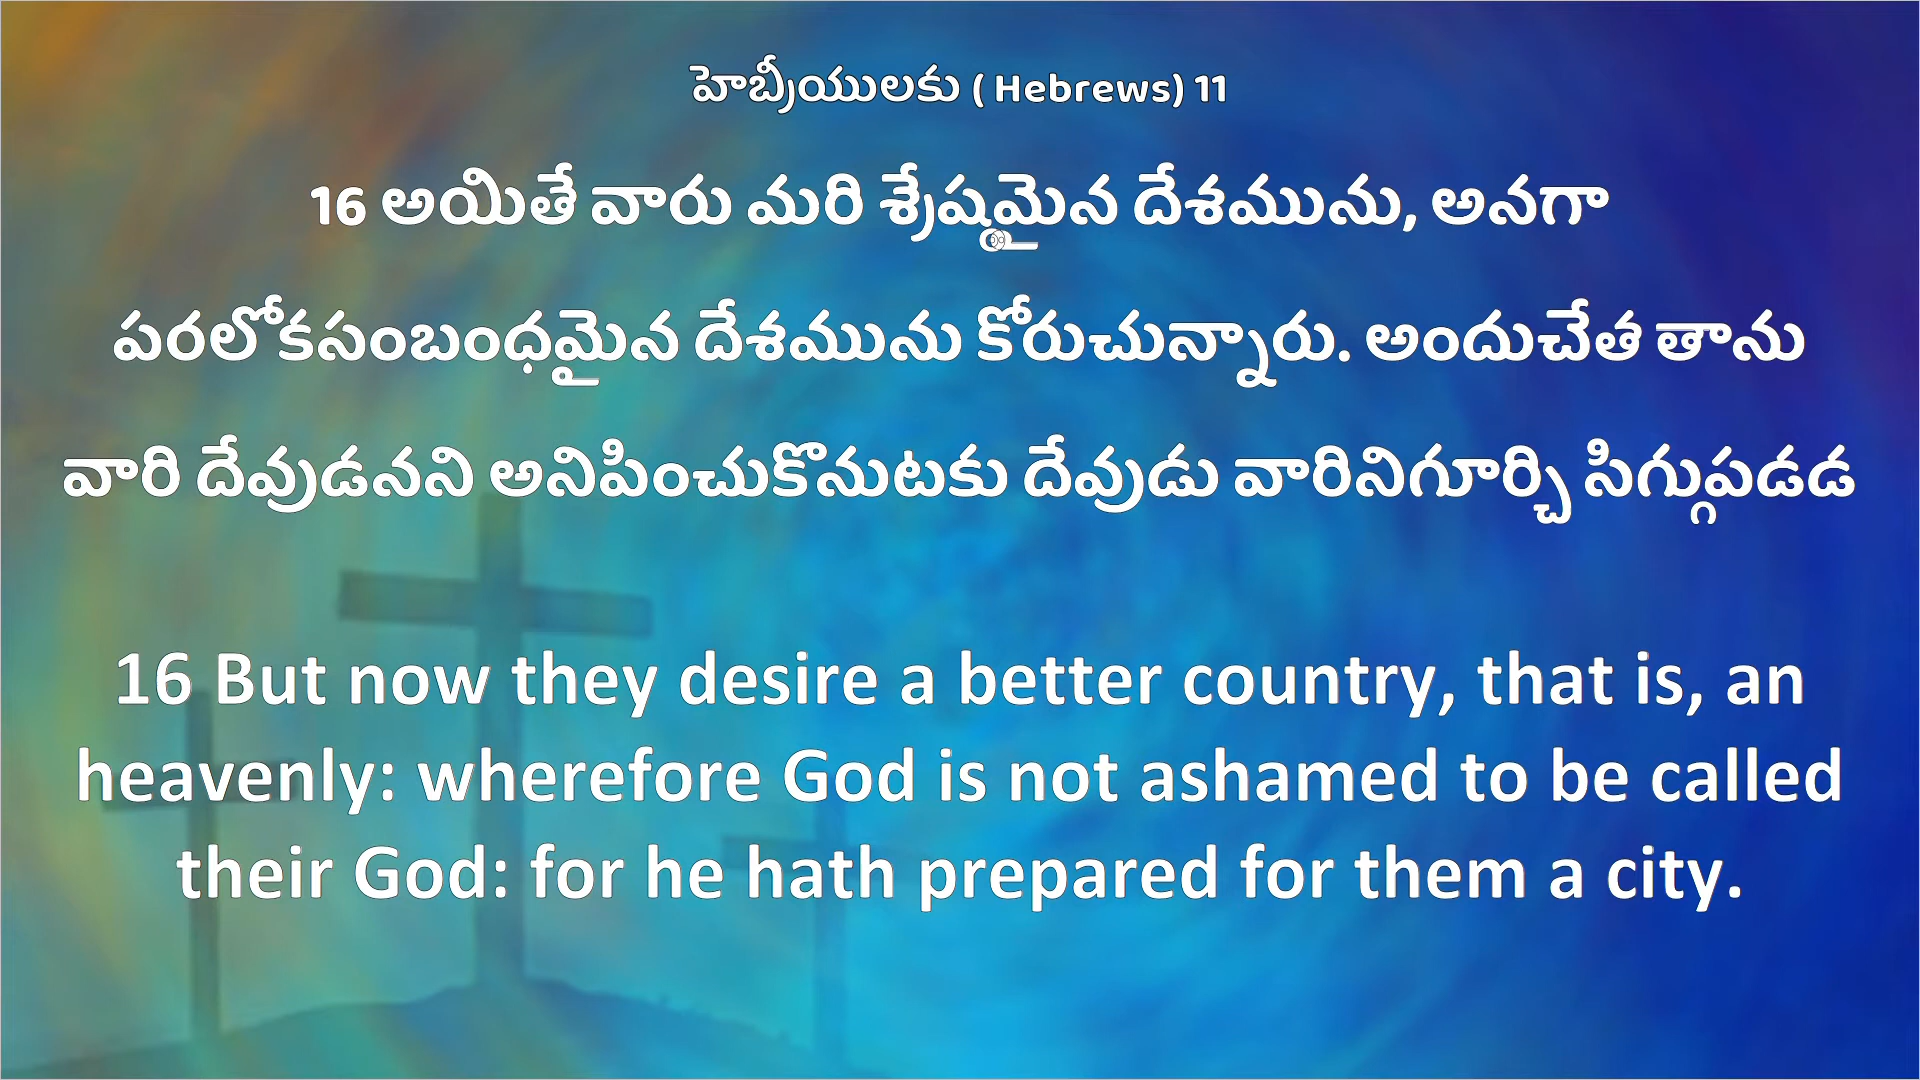 హెబ్రీయులకు ( Hebrews) 11
16 అయితే వారు మరి శ్రేష్ఠమైన దేశమును, అనగా
పరలోకసంబంధమైన దేశమును కోరుచున్నారు. అందుచేత తాను
వారి దేవుడనని అనిపించుకొనుటకు దేవుడు వారినిగూర్చి సిగ్గుపడడ
16 But now they desire a better country, that is, an
heavenly: wherefore God is not ashamed to be called
their God: for he hath prepared for them a city.